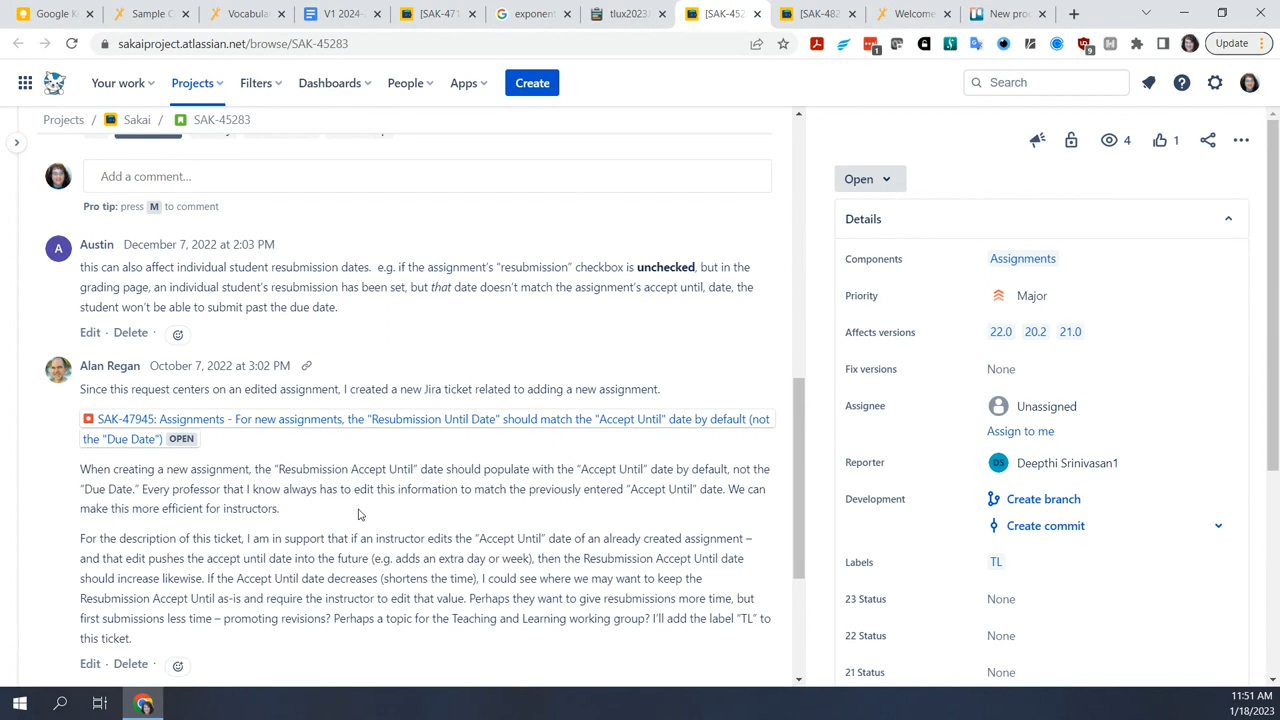 Google K
Sample C
Vocabular
V1 2024-
[SAK-471
exponent
tlux2023.
[SAK-452
[SAK-482
Welcome
New pro
sakaiproject.atlassian.net/browse/SAK-45283
1
9
Update
Your work
Projects
Filters
Dashboards
People
Apps
Create
Search
Projects / Sakai / SAK-45283
4
1
Add a comment...
Pro tip: press M to comment
A
Austin December 7, 2022 at 2:03 PM
this can also affect individual student resubmission dates. e.g. if the assignment's "resubmission" checkbox is unchecked, but in the
grading page, an individual student's resubmission has been set, but that date doesn't match the assignment's accept until, date, the
student won't be able to submit past the due date.
Edit · Delete ·
Alan Regan October 7, 2022 at 3:02 PM
Since this request centers on an edited assignment, I created a new Jira ticket related to adding a new assignment.
SAK-47945: Assignments - For new assignments, the "Resubmission Until Date" should match the "Accept Until" date by default (not
the "Due Date") OPEN
When creating a new assignment, the "Resubmission Accept Until" date should populate with the "Accept Until" date by default, not the
"Due Date." Every professor that I know always has to edit this information to match the previously entered "Accept Until" date. We can
make this more efficient for instructors.
For the description of this ticket, I am in support that if an instructor edits the "Accept Until" date of an already created assignment –
and that edit pushes the accept until date into the future (e.g. adds an extra day or week), then the Resubmission Accept Until date
should increase likewise. If the Accept Until date decreases (shortens the time), I could see where we may want to keep the
Resubmission Accept Until as-is and require the instructor to edit that value. Perhaps they want to give resubmissions more time, but
first submissions less time – promoting revisions? Perhaps a topic for the Teaching and Learning working group? I'll add the label "TL" to
this ticket.
Edit · Delete ·
Open
Details
Components
Assignments
Priority
Major
Affects versions
22.0 20.2 21.0
Fix versions
None
Assignee
Unassigned
Assign to me
Reporter
DS
Deepthi Srinivasan1
Development
Create branch
Create commit
Labels
TL
23 Status
None
22 Status
None
21 Status
None
11:51 AM
1/18/2023